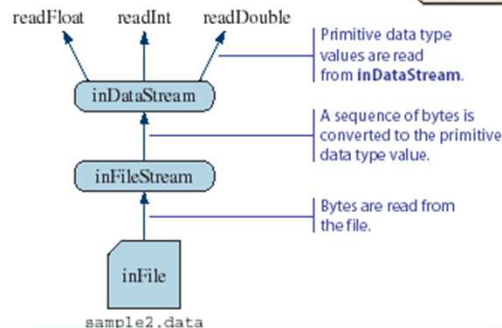 readFloat readInt readDouble
Primitive data type
values are read
from inDataStream.
inDataStream
A sequence of bytes is
converted to the primitive
data type value.
inFileStream
Bytes are read from
the file.
inFile
sample2.data